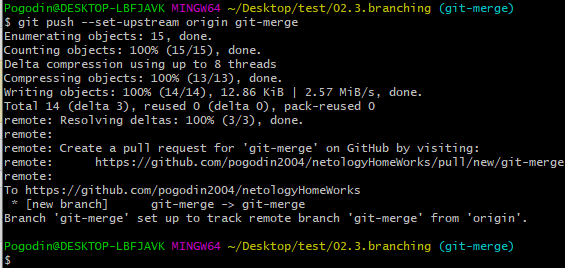 Pogodin@DESKTOP-LBFJAVK MINGW64 ~/Desktop/test/02.3.branching (git-merge)
$ git push --set-upstream origin git-merge
Enumerating objects: 15, done.
Counting objects: 100% (15/15), done.
Delta compression using up to 8 threads
Compressing objects: 100% (13/13), done.
Writing objects: 100% (14/14), 12.86 KiB | 2.57 MiB/s, done.
Total 14 (delta 3), reused 0 (delta 0), pack-reused 0
remote: Resolving deltas: 100% (3/3), done.
remote:
remote: Create a pull request for 'git-merge' on GitHub by visiting:
remote:      https://github.com/pogodin2004/netologyHomeWorks/pull/new/git-merge
remote:
To https://github.com/pogodin2004/netologyHomeWorks
 * [new branch]      git-merge -> git-merge
Branch 'git-merge' set up to track remote branch 'git-merge' from 'origin'.
Pogodin@DESKTOP-LBFJAVK MINGW64 ~/Desktop/test/02.3.branching (git-merge)
$